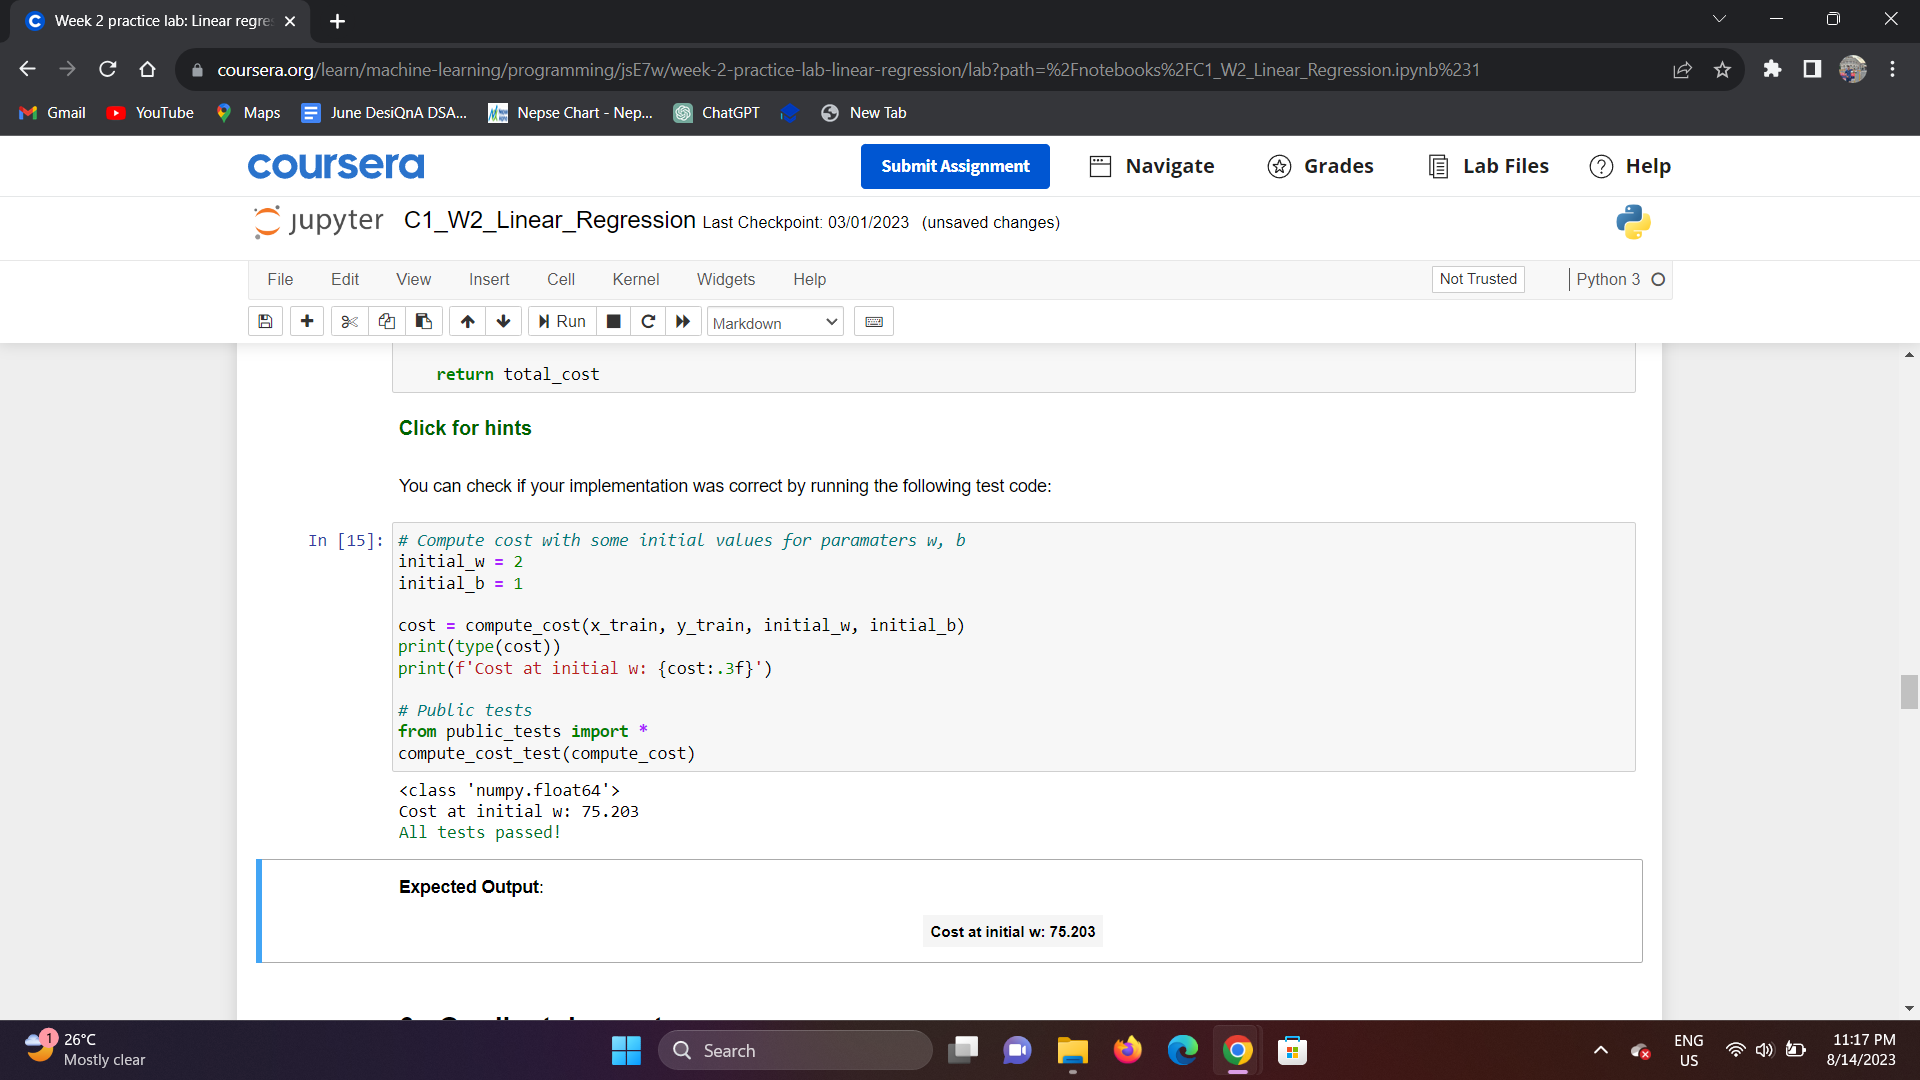 Week 2 practice lab: Linear regre
coursera.org/learn/machine-learning/programming/jsE7w/week-2-practice-lab-linear-regression/lab?path=%2Fnotebooks%2FC1_W2_Linear_Regression.ipynb%231
Gmail YouTube Maps June DesiQnA DSA... Nepse Chart - Nep... ChatGPT New Tab
coursera Submit Assignment Navigate Grades Lab Files ? Help
jupyter C1_W2_Linear_Regression Last Checkpoint: 03/01/2023 (unsaved changes)
File Edit View Insert Cell Kernel Widgets Help Not Trusted Python 3
Run Markdown
return total_cost
Click for hints
You can check if your implementation was correct by running the following test code:
In [15]: # Compute cost with some initial values for paramaters w, b
initial_w = 2
initial_b = 1
cost = compute_cost(x_train, y_train, initial_w, initial_b)
print(type(cost))
print(f'Cost at initial w: {cost:.3f}')
# Public tests
from public_tests import *
compute_cost_test(compute_cost)
<class 'numpy.float64'>
Cost at initial w: 75.203
All tests passed!
Expected Output:
Cost at initial w: 75.203
1 26°C
Mostly clear
Search
ENG
US
11:17 PM
8/14/2023